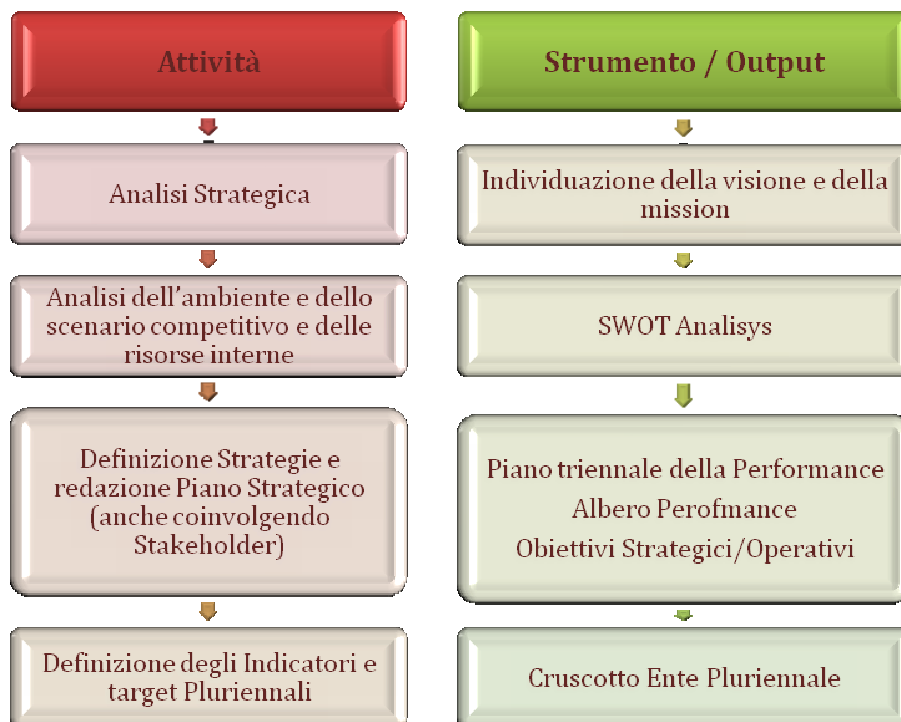 Attività
Analisi Strategica
Analisi dell'ambiente e dello
scenario competitivo e delle
risorse interne
Definizione Strategie e
redazione Piano Strategico
(anche coinvolgendo
Stakeholder)
Definizione degli Indicatori e
target Pluriennali
Strumento / Output
Individuazione della visione e della
mission
SWOT Analisys
Piano triennale della Performance
Albero Perofmance
Obiettivi Strategici/Operativi
Cruscotto Ente Pluriennale